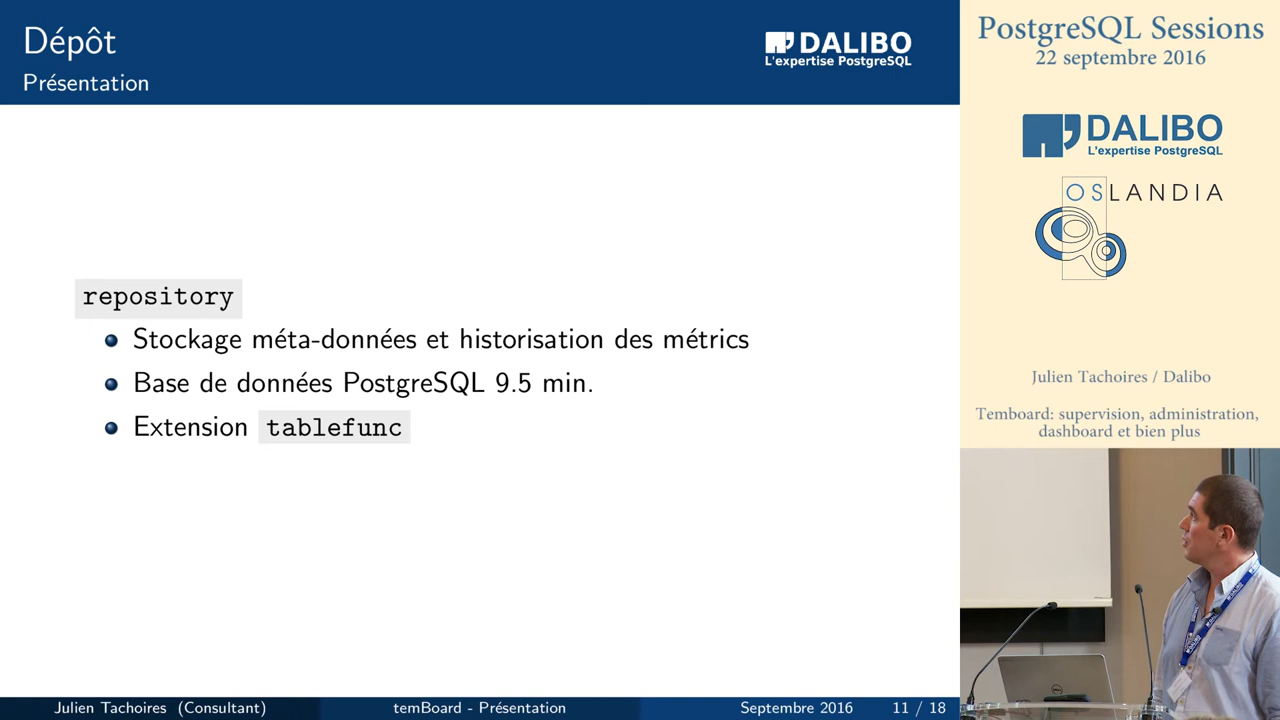 Dépôt
Présentation
DALIBO
L'expertise PostgreSQL
repository
Stockage méta-données et historisation des métrics
Base de données PostgreSQL 9.5 min.
Extension tablefunc
Julien Tachoires (Consultant)
temBoard - Présentation
Septembre 2016
11 / 18
PostgreSQL Sessions
22 septembre 2016
DALIBO
L'expertise PostgreSQL
OSLANDIA
Julien Tachoires / Dalibo
Temboard: supervision, administration,
dashboard et bien plus